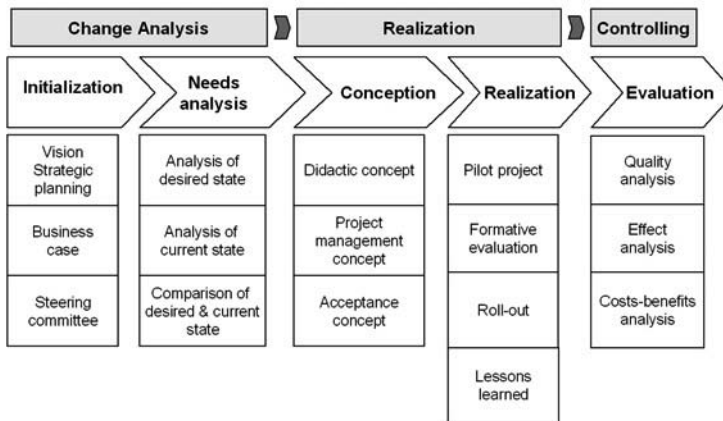 Change Analysis
Realization
Controlling
Initialization
Needs
analysis
Conception
Realization
Evaluation
Vision
Strategic
planning
Business
case
Steering
committee
Analysis of
desired state
Analysis of
current state
Comparison of
desired & current
state
Didactic concept
Project
management
concept
Acceptance
concept
Pilot project
Formative
evaluation
Roll-out
Lessons
learned
Quality
analysis
Effect
analysis
Costs-benefits
analysis